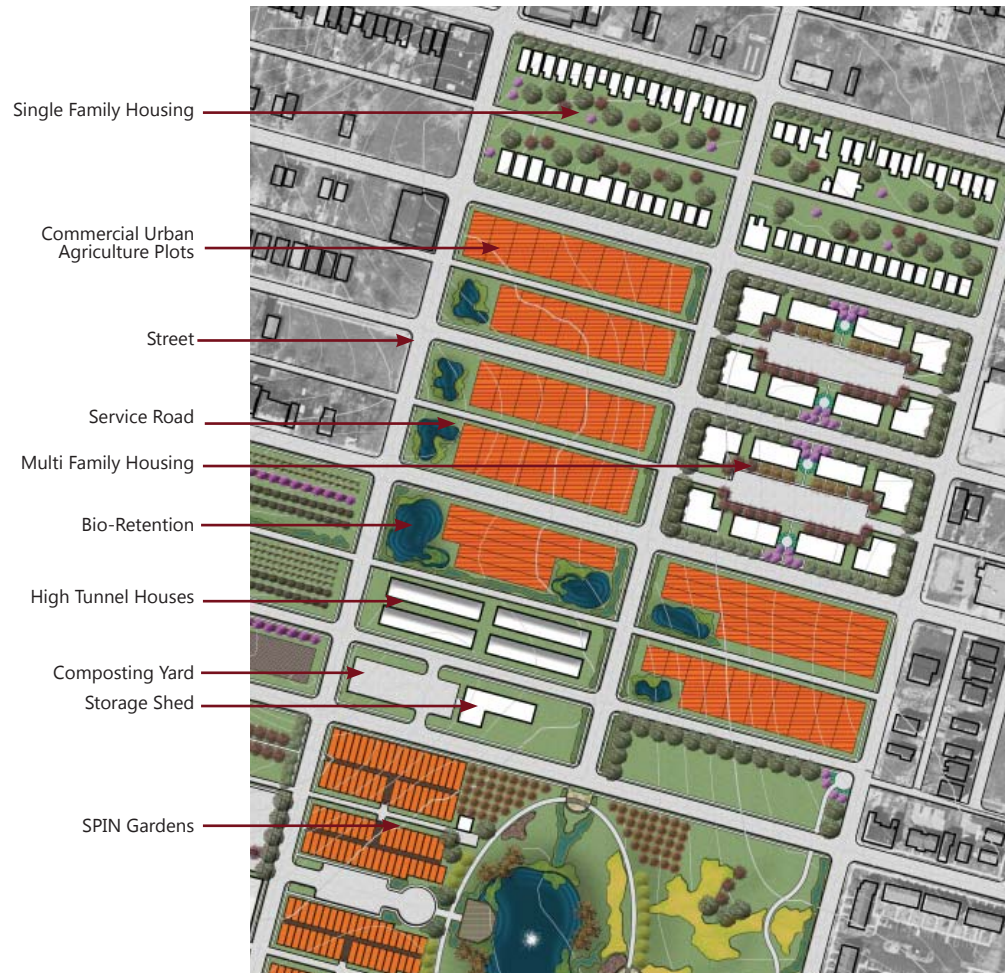 Single Family Housing
Commercial Urban
Agriculture Plots
Street
Service Road
Multi Family Housing
Bio-Retention
High Tunnel Houses
Composting Yard
Storage Shed
SPIN Gardens